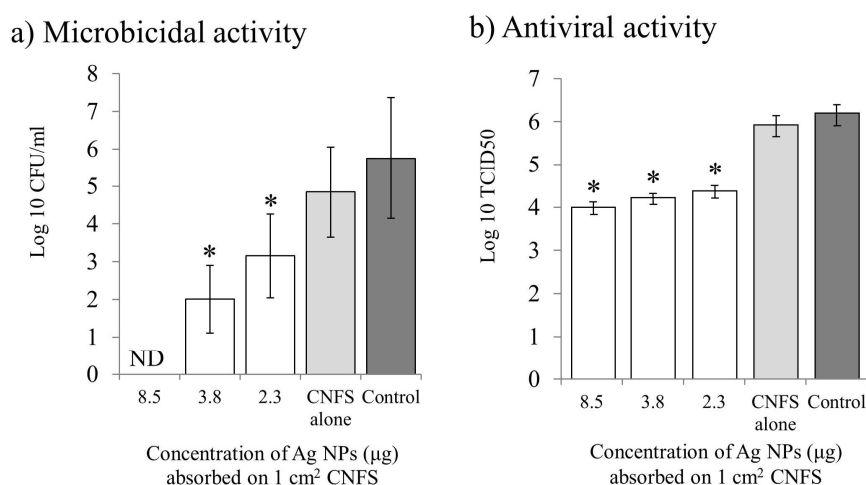 a) Microbicidal activity
8
7
6
5
4
3
2
1
0
Log 10 CFU/ml
ND
*
*
8.5 3.8 2.3 CNFS Control
alone
Concentration of Ag NPs (μg)
absorbed on 1 cm² CNFS
b) Antiviral activity
7
6
5
4
3
2
1
0
Log 10 TCID50
* * *
8.5 3.8 2.3 CNFS Control
alone
Concentration of Ag NPs (μg)
absorbed on 1 cm² CNFS